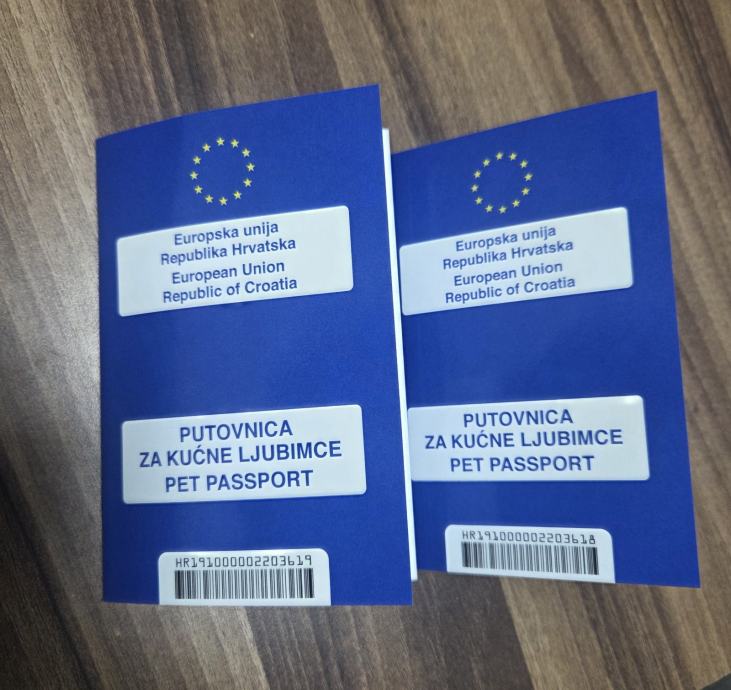 Europska unija
Republika Hrvatska
European Union
Republic of Croatia
PUTOVNICA
ZA KUĆNE LJUBIMCE
PET PASSPORT
HR191000002203619
Europska unija
Republika Hrvatska
European Union
Republic of Croatia
PUTOVNICA
ZA KUĆNE LJUBIMCE
PET PASSPORT
HR191000002203618